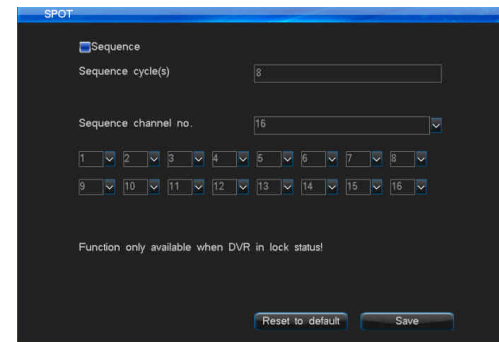 SPOT
Sequence
Sequence cycle(s) 8
Sequence channel no. 16
1 2 3 4 5 6 7 8
9 10 11 12 13 14 15 16
Function only available when DVR in lock status!
Reset to default Save